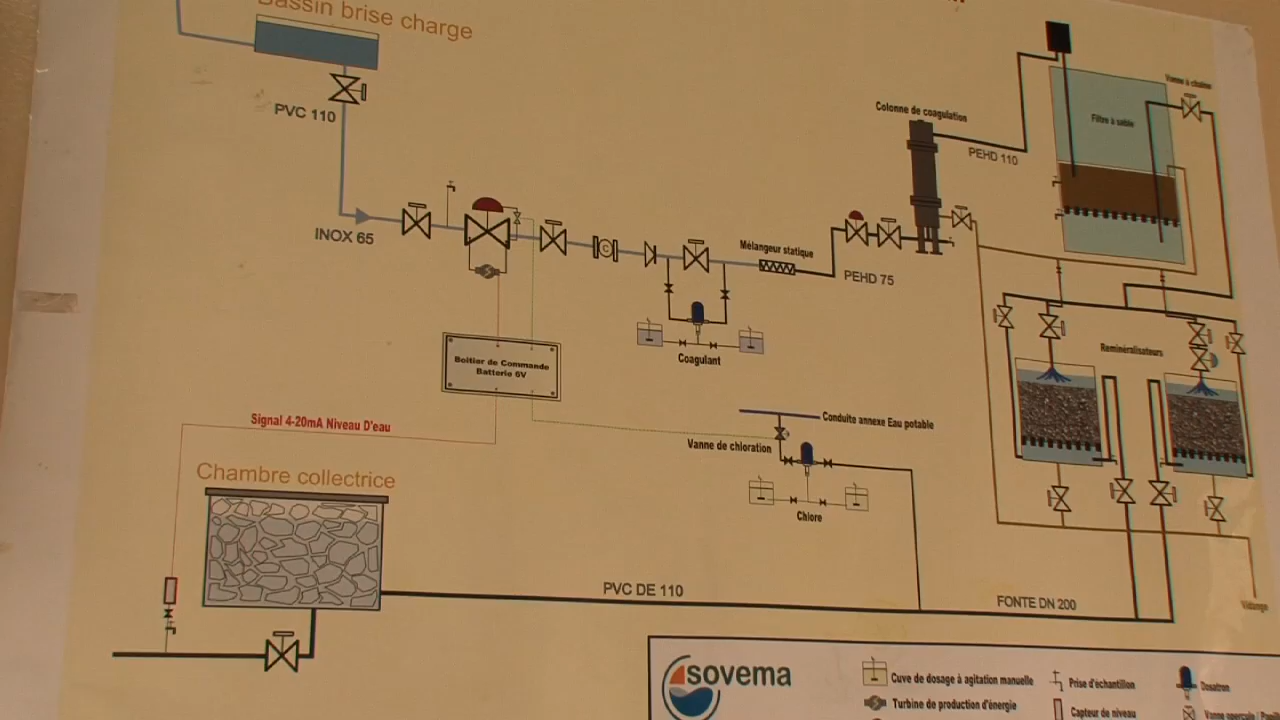 Bassin brise charge
PVC 110
INOX 65
Colonne de coagulation
PEHD 110
Vanne à chaine
Filtre à sable
Mélangeur statique
PEHD 75
Boitier de Commande
Batterie 6V
Coagulant
Reminéralisateurs
Signal 4-20mA Niveau D'eau
Conduite annexe Eau potable
Vanne de chloration
Chambre collectrice
Chlore
PVC DE 110
FONTE DN 200
Vidange
sovema
Cuve de dosage à agitation manuelle
Prise d'échantillon
Dosatron
Turbine de production d'énergie
Capteur de niveau